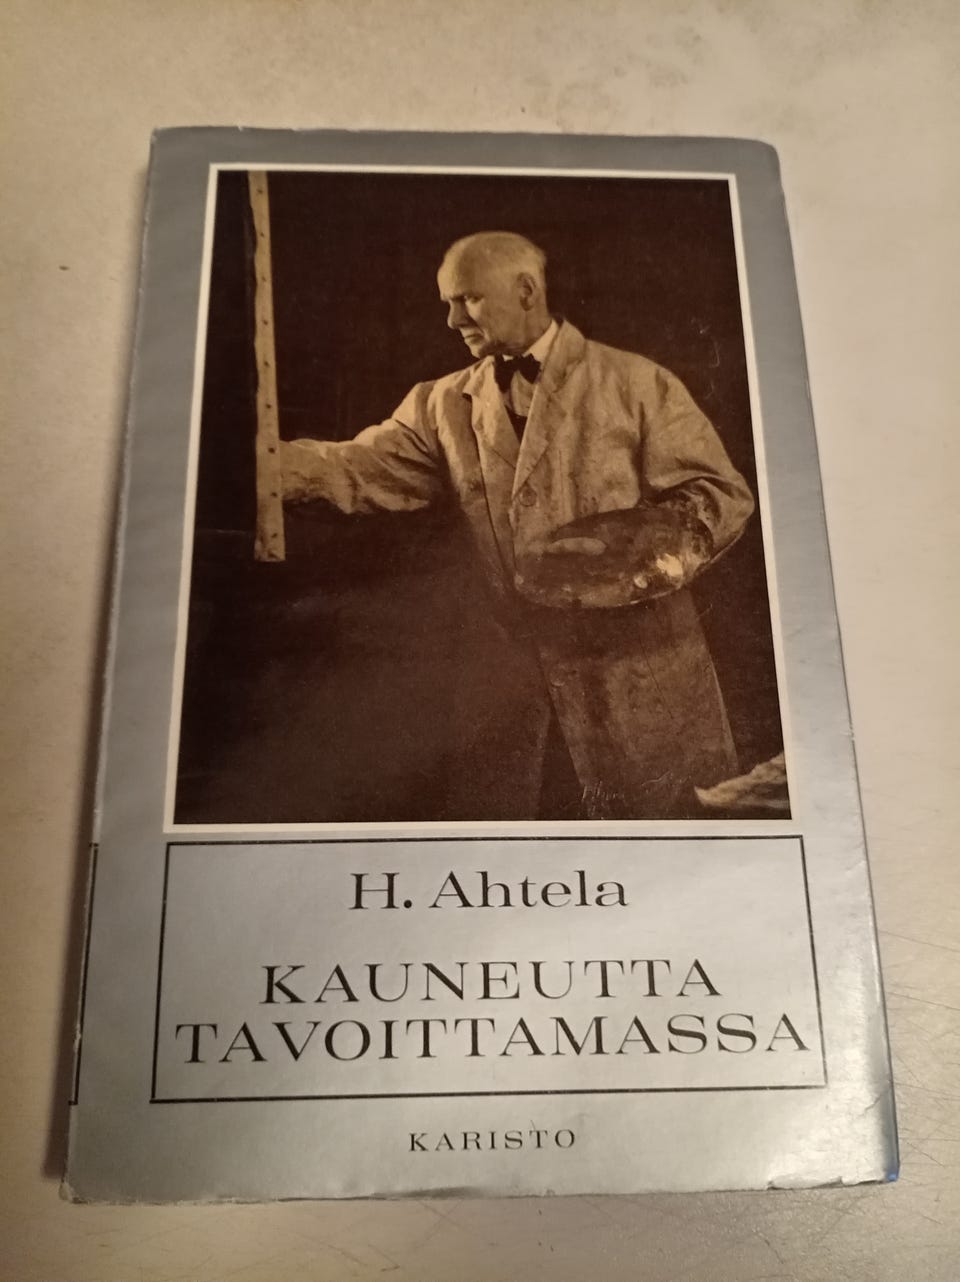 H. Ahtela
KAUNEUTTA
TAVOITTAMASSA
KARISTO